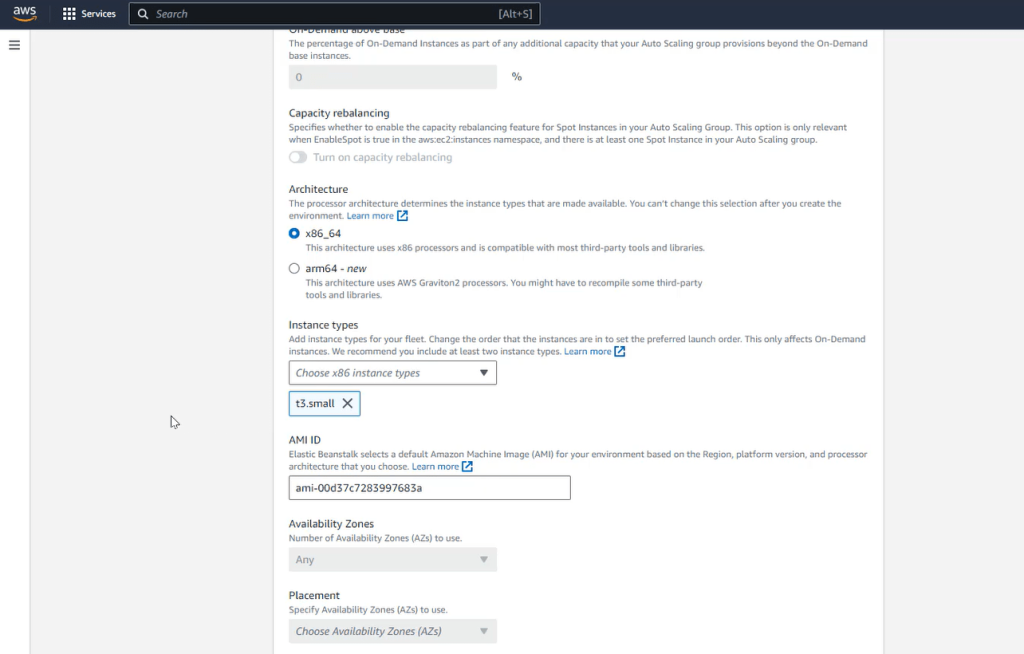 aws
Services
Search
[Alt+S]
On-Demand above base
The percentage of On-Demand Instances as part of any additional capacity that your Auto Scaling group provisions beyond the On-Demand
base instances.
0
%
Capacity rebalancing
Specifies whether to enable the capacity rebalancing feature for Spot Instances in your Auto Scaling Group. This option is only relevant
when EnableSpot is true in the aws:ec2:instances namespace, and there is at least one Spot Instance in your Auto Scaling group.
Turn on capacity rebalancing
Architecture
The processor architecture determines the instance types that are made available. You can't change this selection after you create the
environment. Learn more
x86_64
This architecture uses x86 processors and is compatible with most third-party tools and libraries.
arm64 - new
This architecture uses AWS Graviton2 processors. You might have to recompile some third-party
tools and libraries.
Instance types
Add instance types for your fleet. Change the order that the instances are in to set the preferred launch order. This only affects On-Demand
instances. We recommend you include at least two instance types. Learn more
Choose x86 instance types
t3.small
AMI ID
Elastic Beanstalk selects a default Amazon Machine Image (AMI) for your environment based on the Region, platform version, and processor
architecture that you choose. Learn more
ami-00d37c7283997683a
Availability Zones
Number of Availability Zones (AZs) to use.
Any
Placement
Specify Availability Zones (AZs) to use.
Choose Availability Zones (AZs)